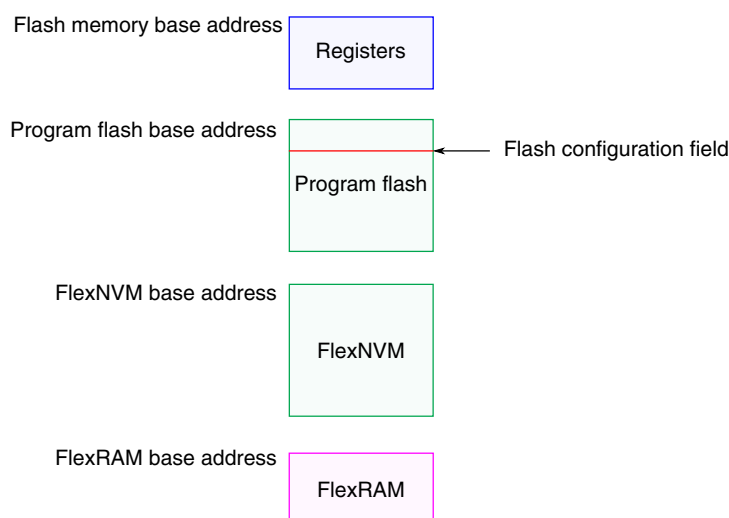 Flash memory base address
Registers
Program flash base address
Flash configuration field
Program flash
FlexNVM base address
FlexNVM
FlexRAM base address
FlexRAM